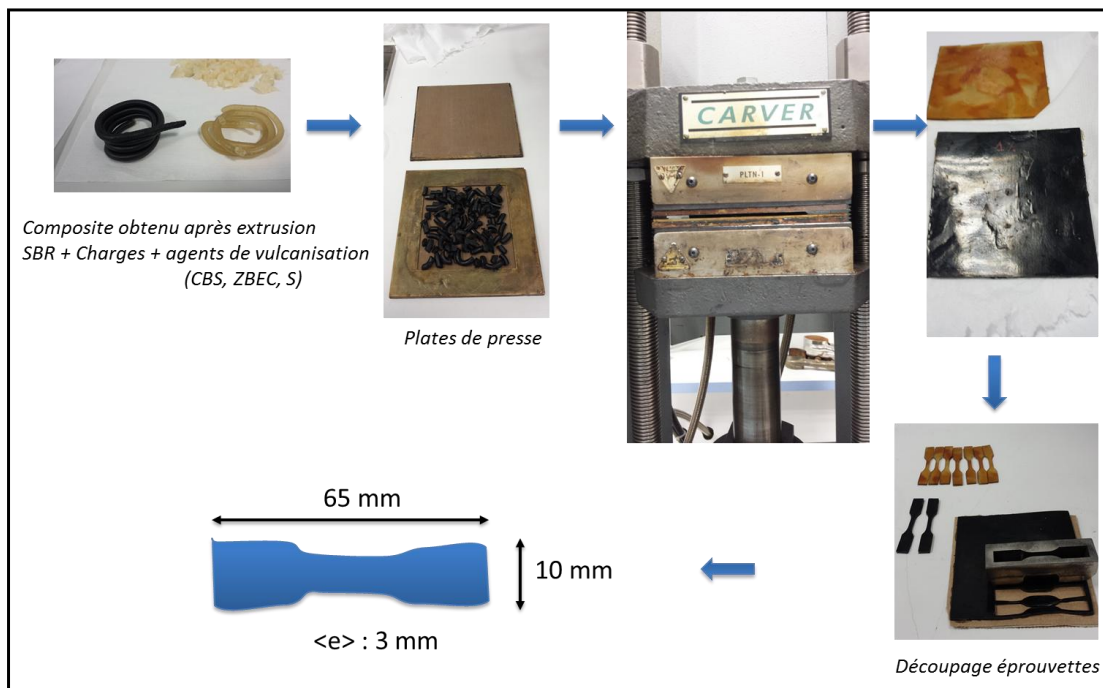 Composite obtenu après extrusion
SBR + Charges + agents de vulcanisation
(CBS, ZBEC, S)
Plates de presse
CARVER
PLTN-1
65 mm
10 mm
<e> : 3 mm
Découpage éprouvettes